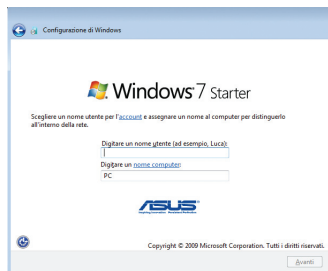 Configurazione di Windows
Windows 7 Starter
Scegliere un nome utente per l'account e assegnare un nome al computer per distinguerlo
all'interno della rete.
Digitare un nome utente (ad esempio, Luca):
Digitare un nome computer:
PC
ASUS
Copyright © 2009 Microsoft Corporation. Tutti i diritti riservati.
Avanti